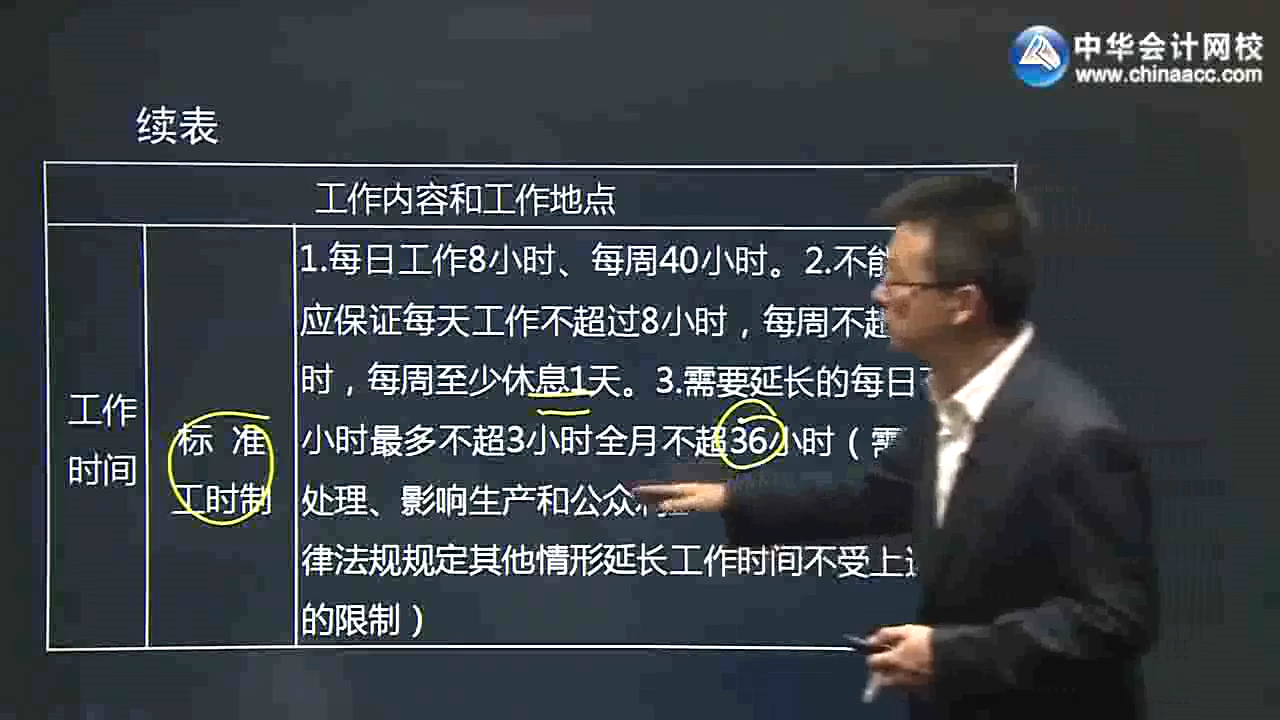 中华会计网校
www.chinaacc.com
续表
工作内容和工作地点
工作
时间
标 准
工时制
1.每日工作8小时、每周40小时。2.不能
应保证每天工作不超过8小时，每周不超
时，每周至少休息1天。3.需要延长的每日
小时最多不超3小时全月不超36小时（需
处理、影响生产和公众利益
律法规规定其他情形延长工作时间不受上述
的限制）